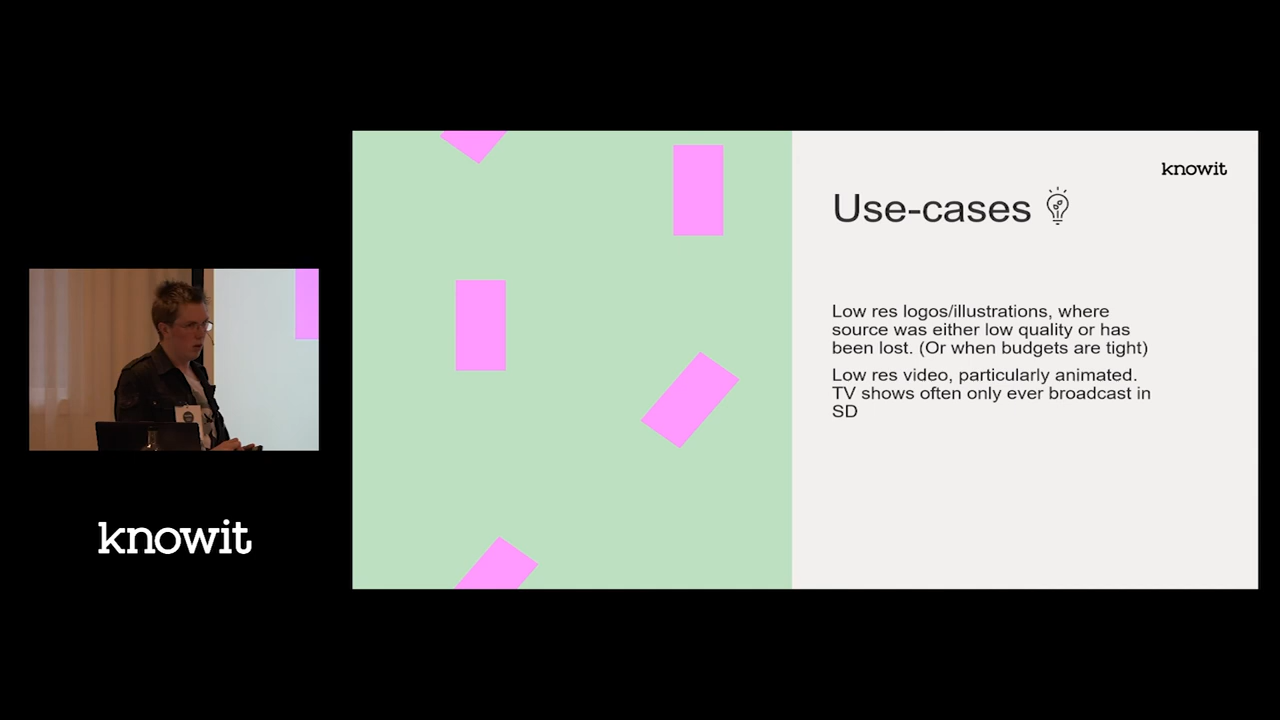 knowit
Use-cases
Low res logos/illustrations, where
source was either low quality or has
been lost. (Or when budgets are tight)
Low res video, particularly animated.
TV shows often only ever broadcast in
SD
knowit